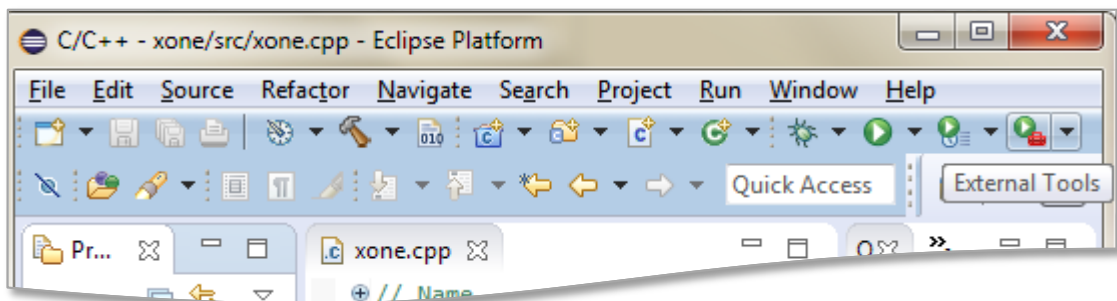 C/C++ - xone/src/xone.cpp - Eclipse Platform
File Edit Source Refactor Navigate Search Project Run Window Help
010
Quick Access
External Tools
Pr...
xone.cpp
// Name